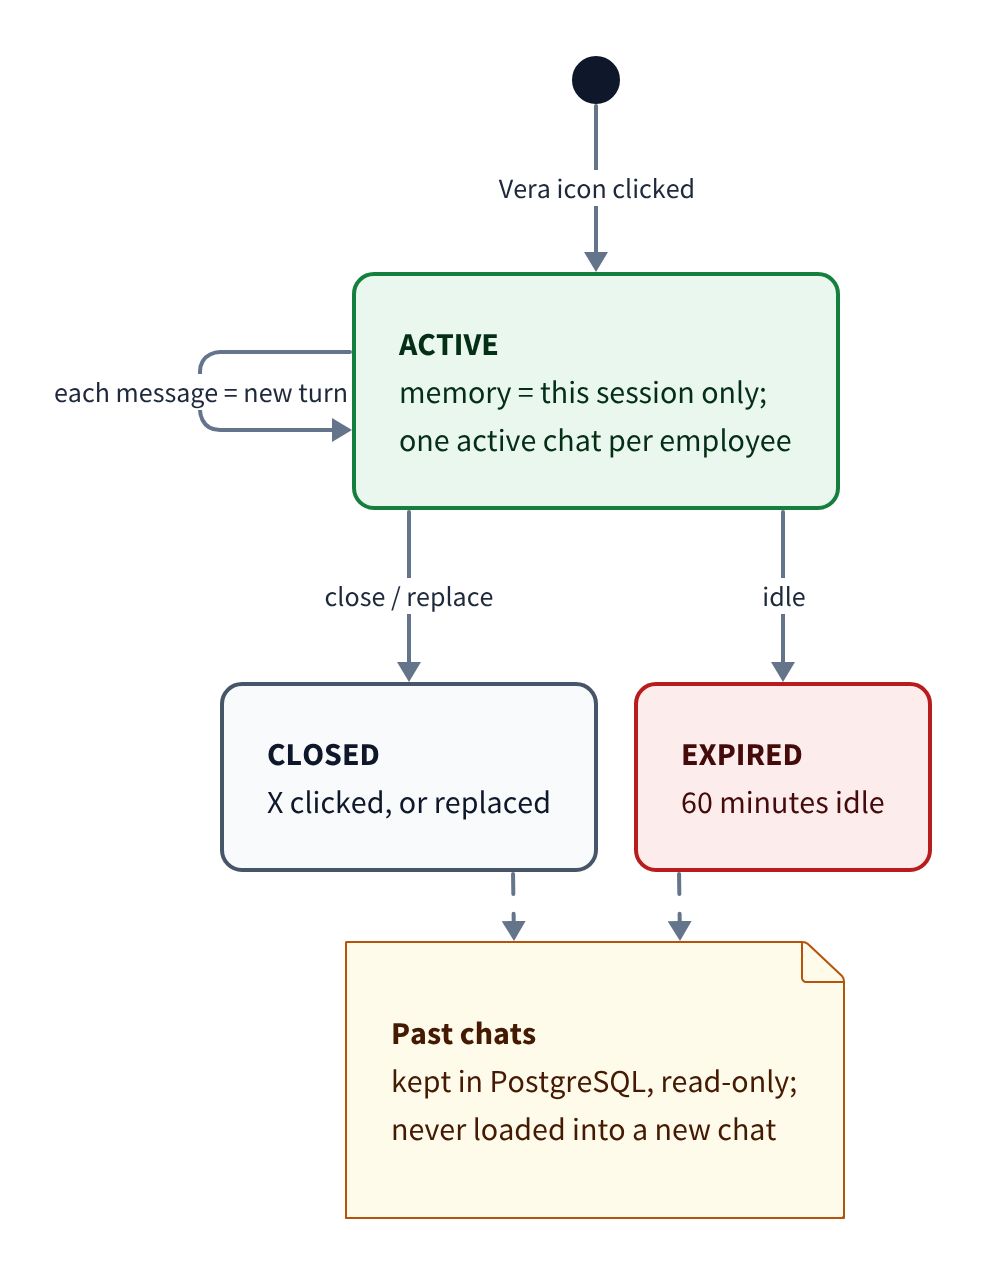 Vera icon clicked
ACTIVE
each message = new turn
memory = this session only;
one active chat per employee
close / replace
idle
CLOSED
X clicked, or replaced
EXPIRED
60 minutes idle
Past chats
kept in PostgreSQL, read-only;
never loaded into a new chat